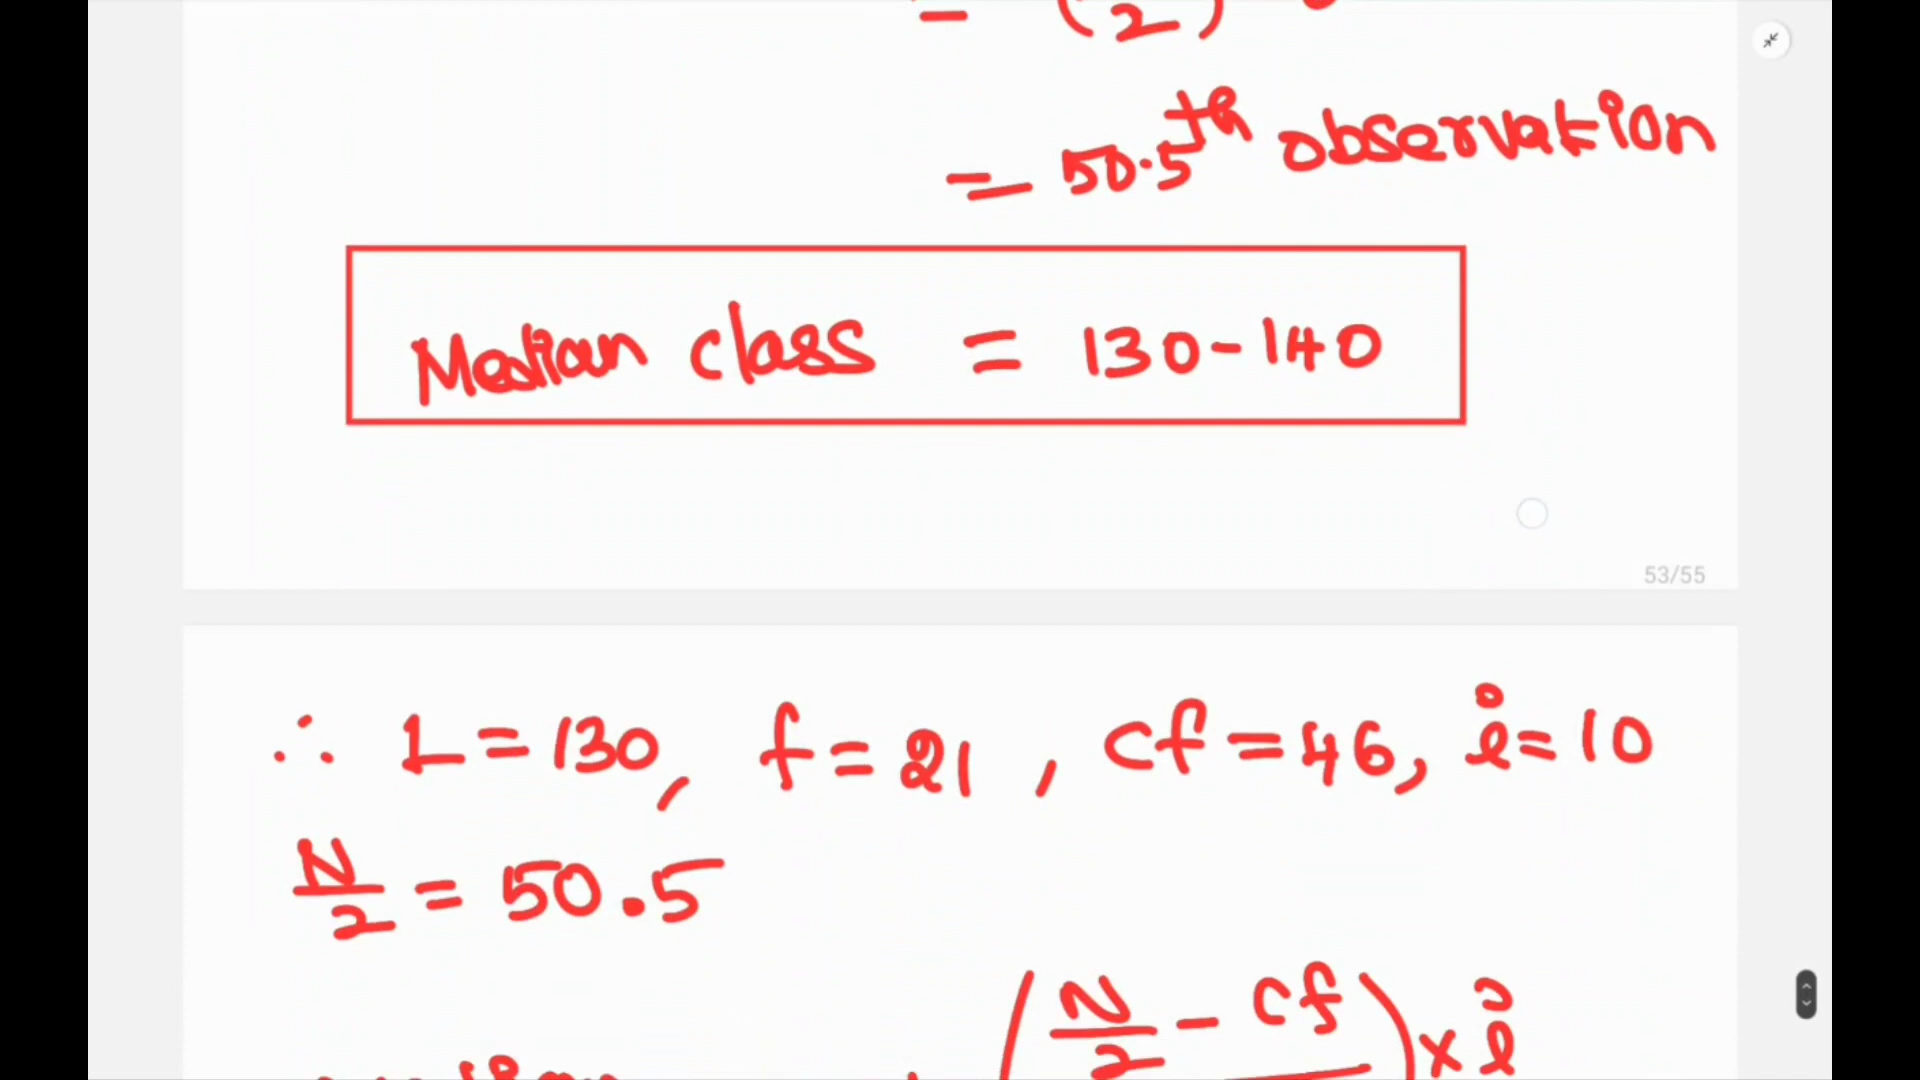 = (2)
= 50.5th observation
Median class = 130-140
53/55
∴ L=130, f=21, cf=46, i=10
N/2 = 50.5
(N/2 - cf) × i